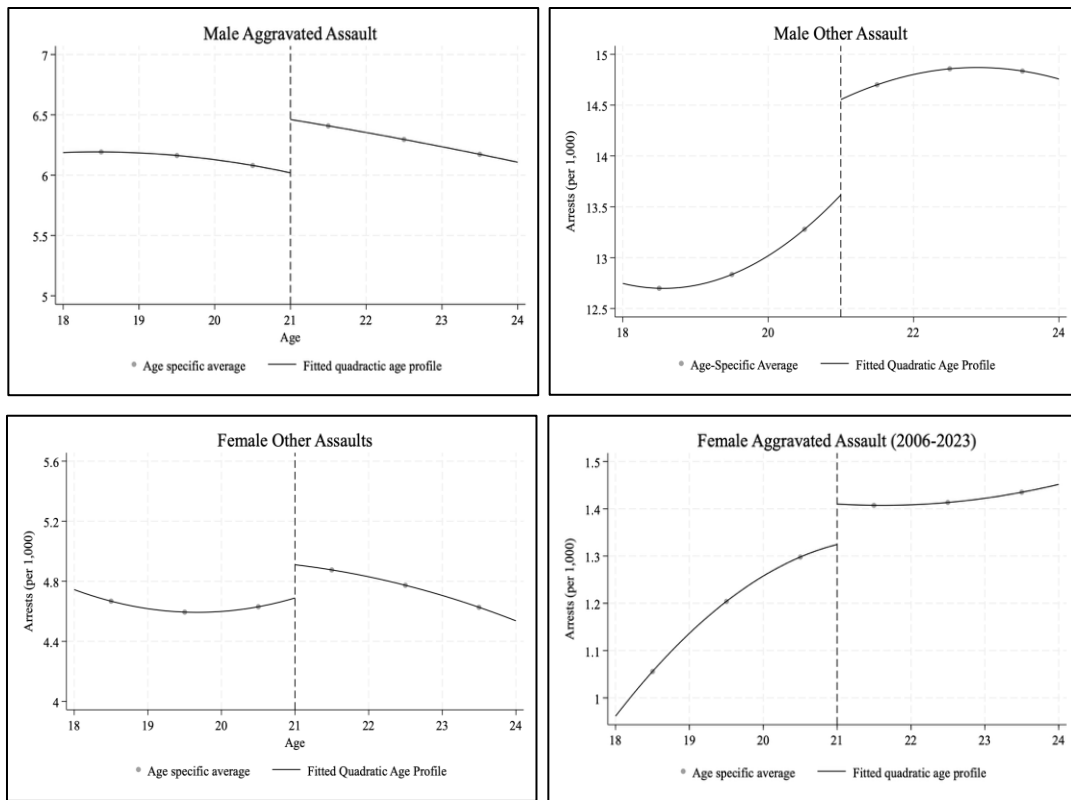 Male Aggravated Assault
7
6.5
6
5.5
5
18 19 20 21 22 23 24
Age
Age specific average Fitted quadractic age profile
Male Other Assault
Arrests (per 1,000)
15
14.5
14
13.5
13
12.5
18 20 22 24
Age-Specific Average Fitted Quadratic Age Profile
Female Other Assaults
Arrests (per 1,000)
5.6
5.2
4.8
4.4
4
18 19 20 21 22 23 24
Age
Age specific average Fitted Quadratic Age Profile
Female Aggravated Assault (2006-2023)
Arrests (per 1,000)
1.5
1.4
1.3
1.2
1.1
1
18 19 20 21 22 23 24
Age specific average Fitted quadratic age profile